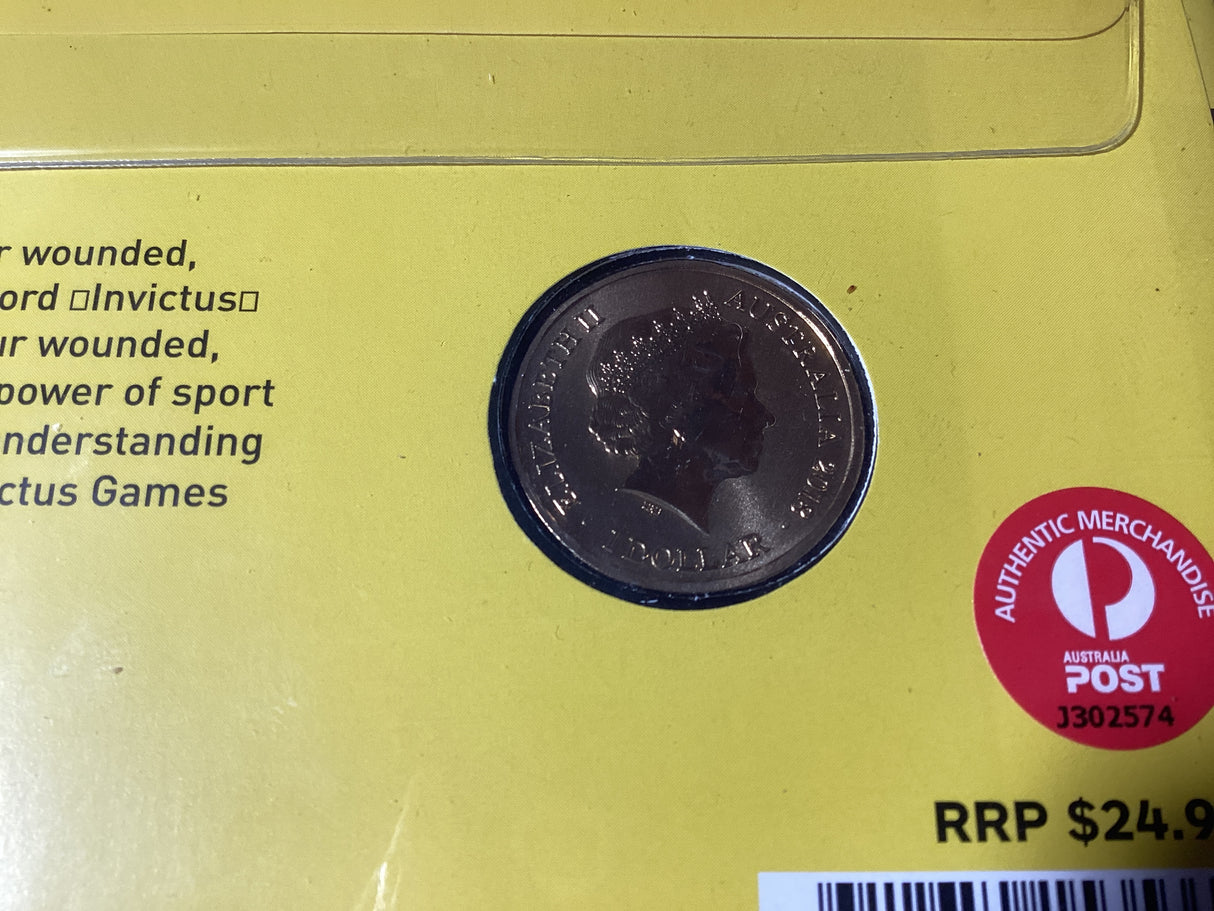 r wounded,
ord □Invictus□
ur wounded,
power of sport
nderstanding
ctus Games
ELIZABETH II
AUSTRALIA 2018
1 DOLLAR
AUTHENTIC MERCHANDISE
AUSTRALIA
POST
J302574
RRP $24.9